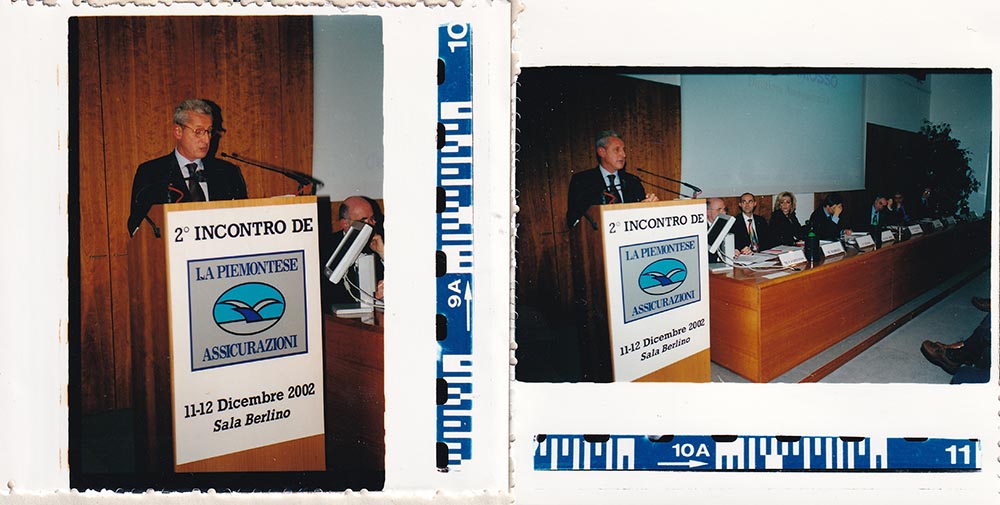 2° INCONTRO DE
LA PIEMONTESE
ASSICURAZIONI
11-12 Dicembre 2002
Sala Berlino
10
9A
2° INCONTRO DE
LA PIEMONTESE
ASSICURAZIONI
11-12 Dicembre 2002
Sala Berlino
10A
11